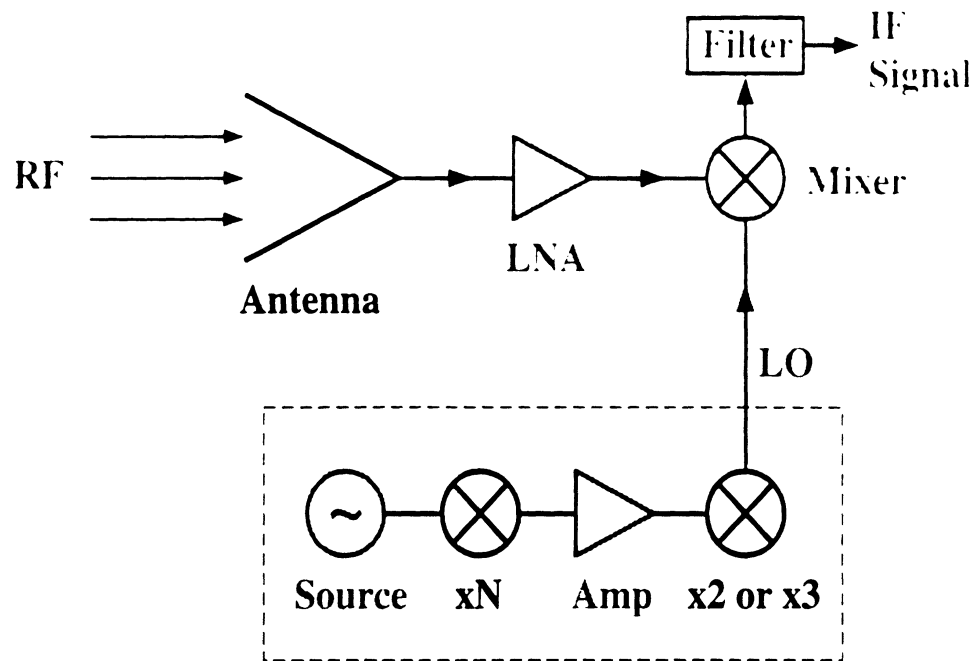 Filter
IF
Signal
RF
Mixer
LNA
Antenna
LO
~
Source
xN
Amp
x2 or x3